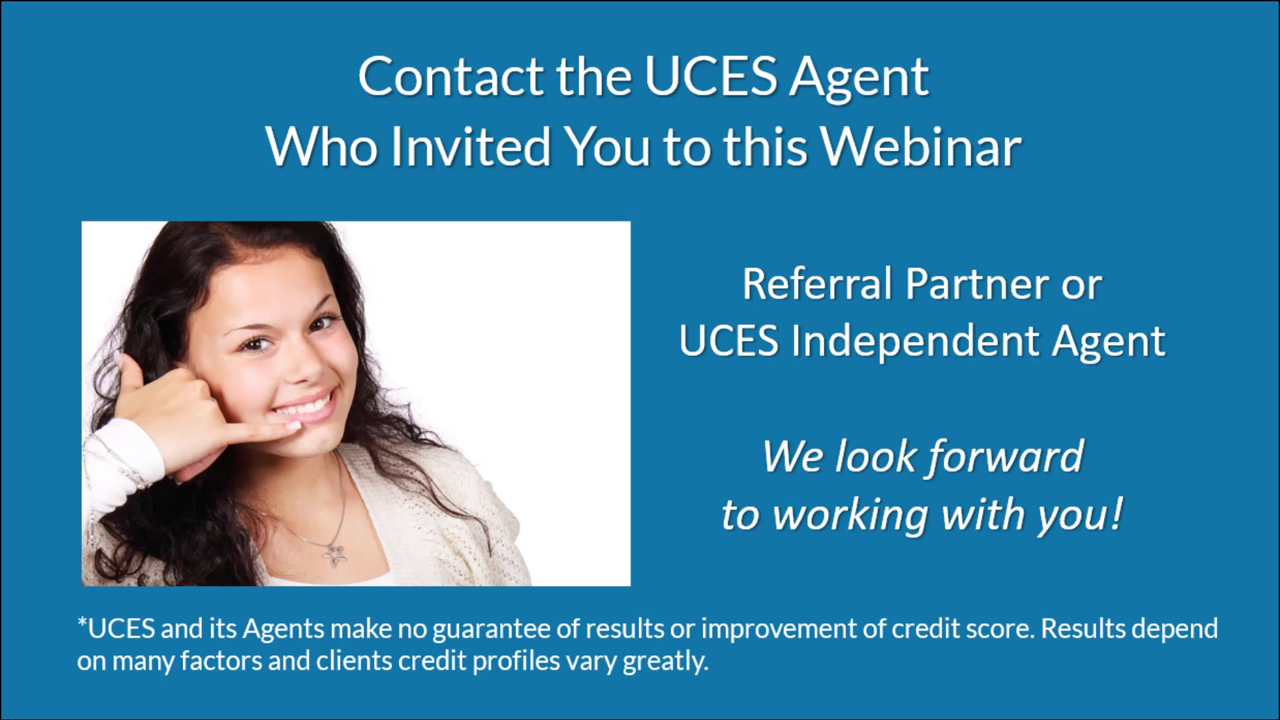 Contact the UCES Agent
Who Invited You to this Webinar
Referral Partner or
UCES Independent Agent
We look forward
to working with you!
*UCES and its Agents make no guarantee of results or improvement of credit score. Results depend
on many factors and clients credit profiles vary greatly.